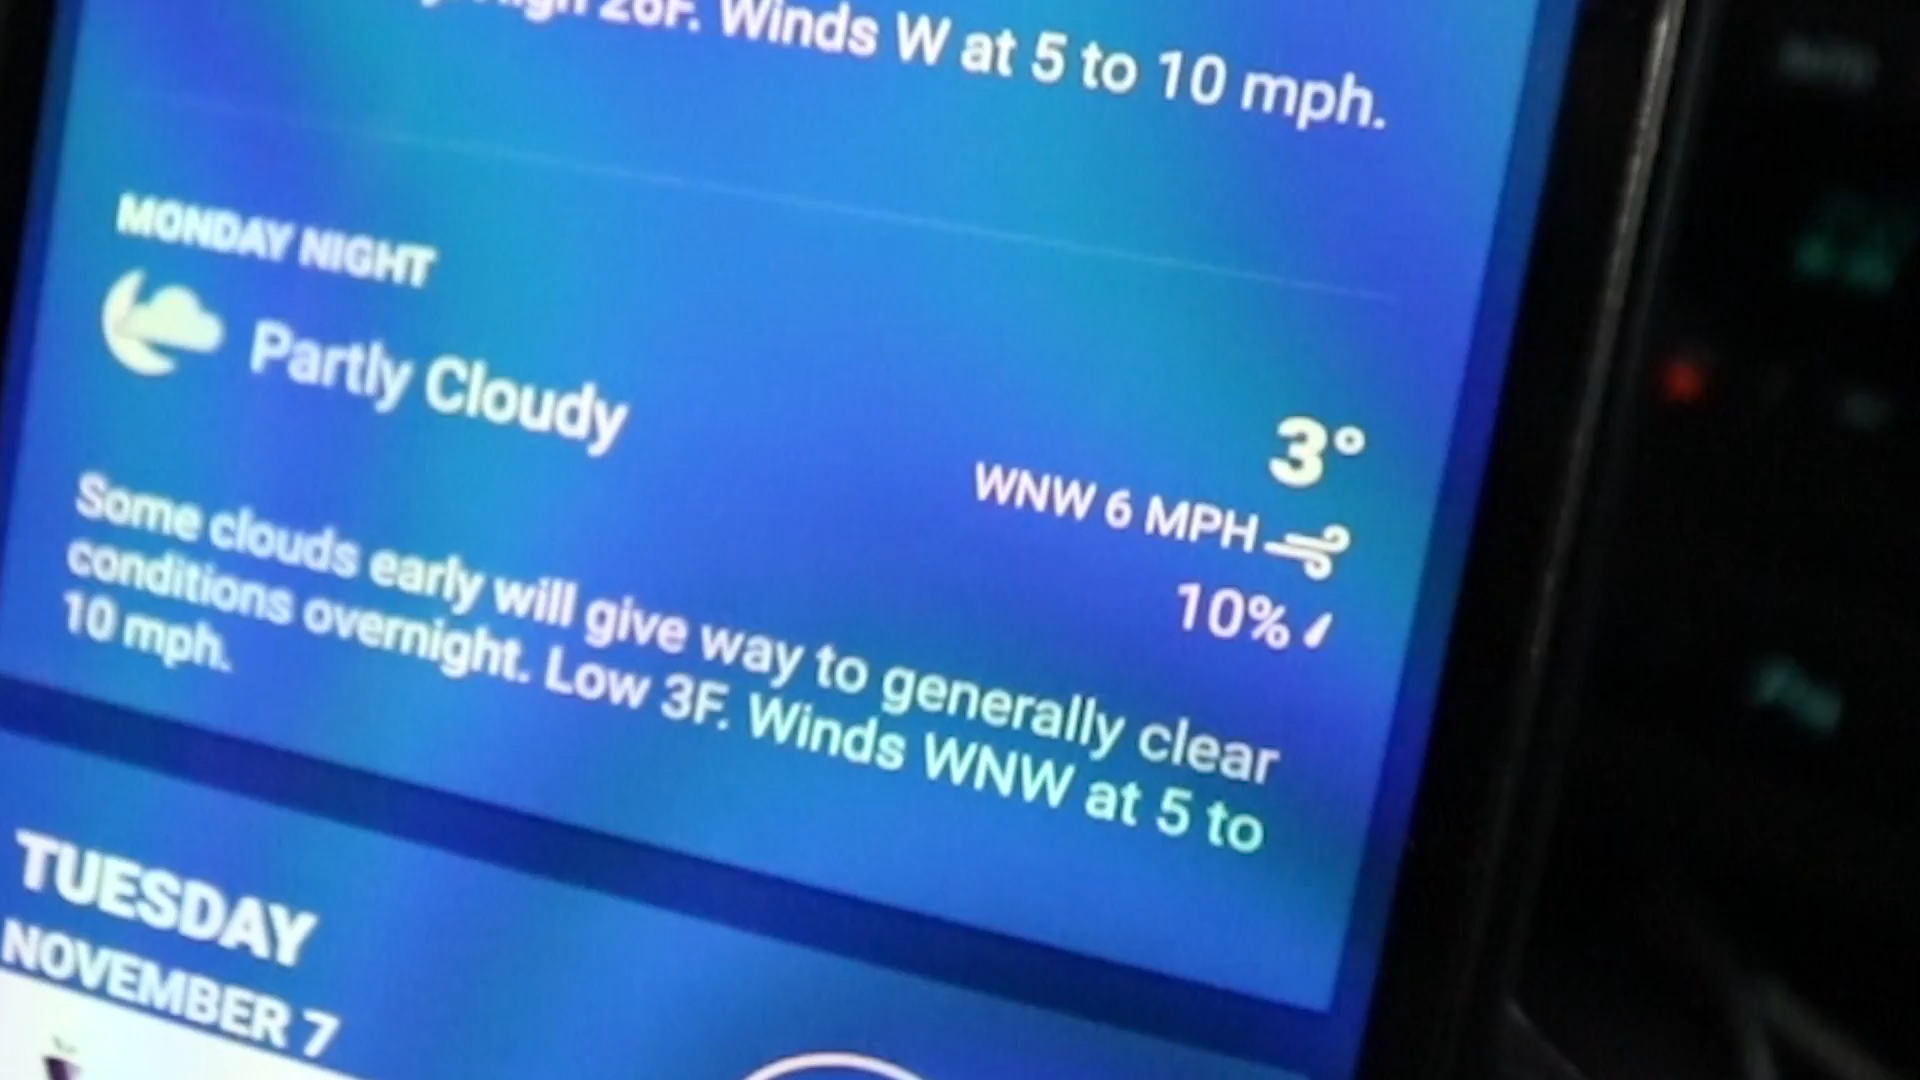 High 26F. Winds W at 5 to 10 mph.
MONDAY NIGHT
Partly Cloudy
3°
WNW 6 MPH
10%
Some clouds early will give way to generally clear
conditions overnight. Low 3F. Winds WNW at 5 to
10 mph.
TUESDAY
NOVEMBER 7